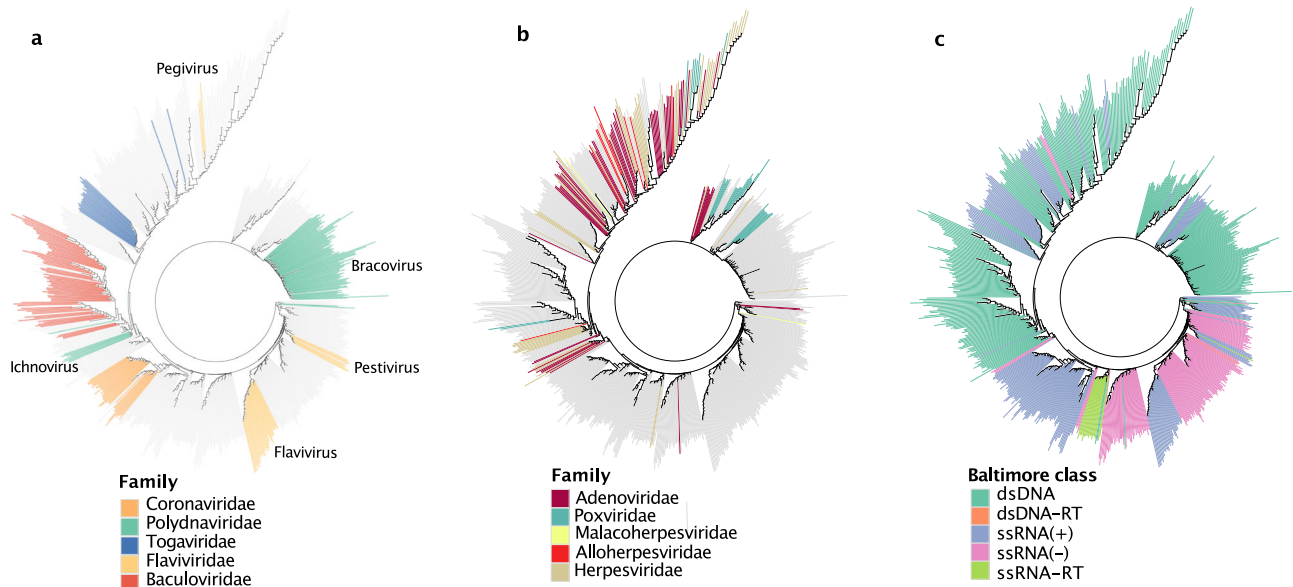 a
Pegivirus
Bracovirus
Ichnovirus
Pestivirus
Flavivirus
Family
Coronaviridae
Polydnaviridae
Togaviridae
Flaviviridae
Baculoviridae
b
Family
Adenoviridae
Poxviridae
Malacoherpesviridae
Alloherpesviridae
Herpesviridae
c
Baltimore class
dsDNA
dsDNA−RT
ssRNA(+)
ssRNA(−)
ssRNA−RT